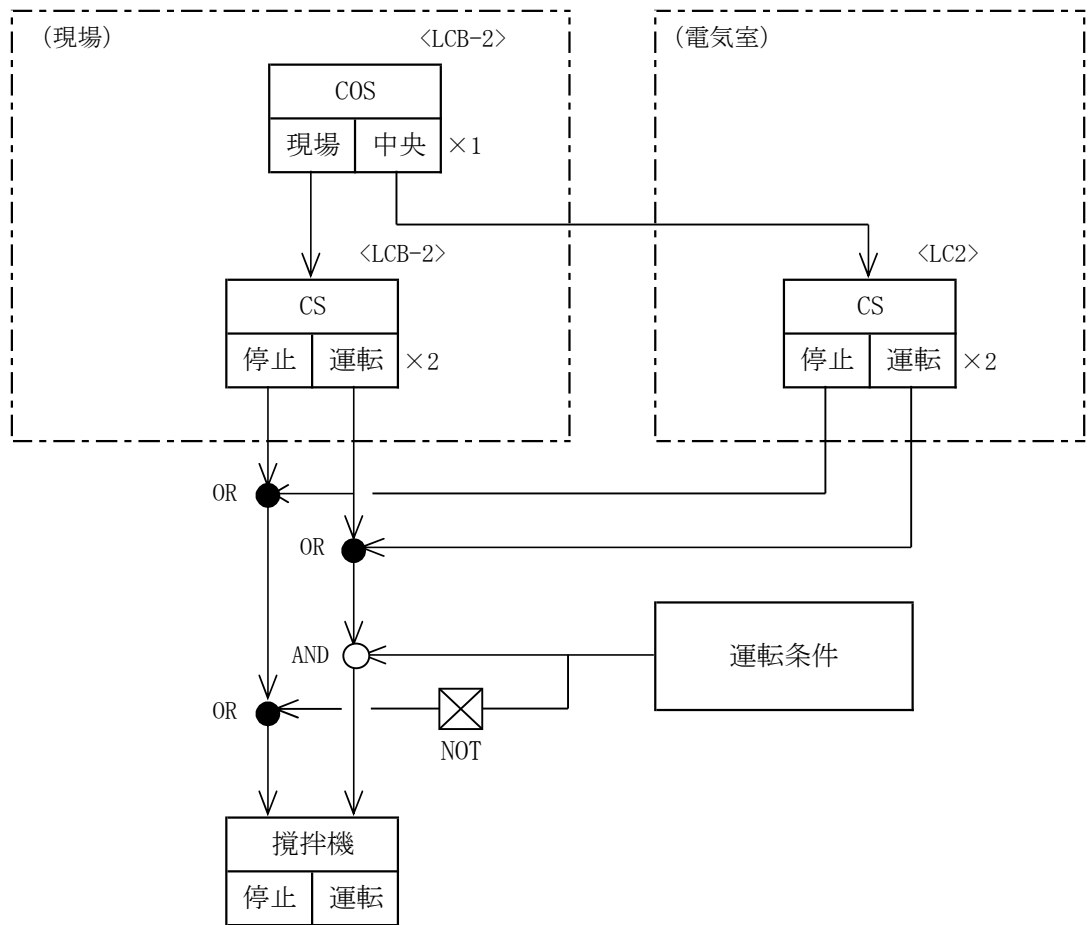 (現場)
<LCB-2>
(電気室)
COS
現場 中央 ×1
<LCB-2>
<LC2>
CS
停止 運転 ×2
CS
停止 運転 ×2
OR
OR
AND
運転条件
OR
NOT
撹拌機
停止 運転